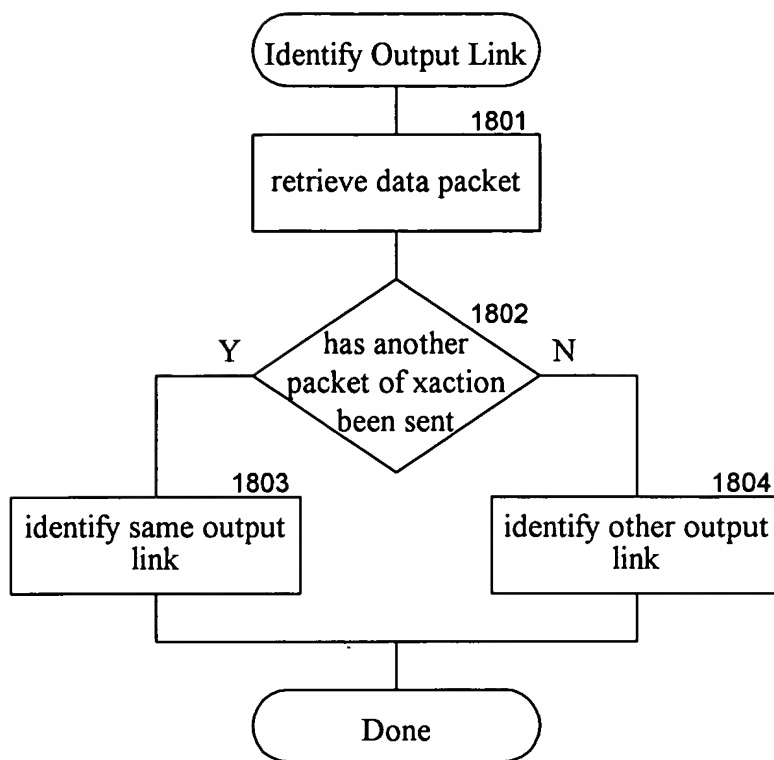 Identify Output Link
1801
retrieve data packet
1802
Y
N
has another
packet of xaction
been sent
1803
1804
identify same output
link
identify other output
link
Done